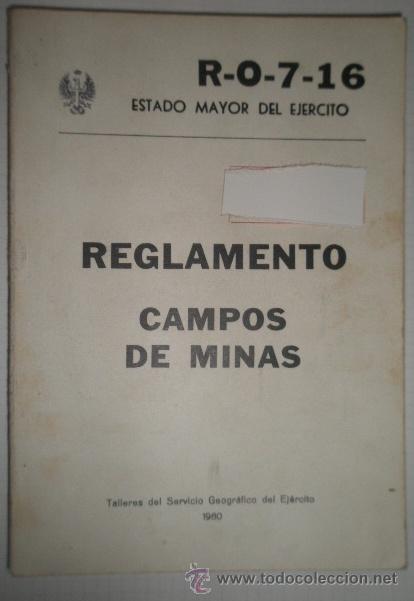 R-O-7-16
ESTADO MAYOR DEL EJERCITO
REGLAMENTO
CAMPOS
DE MINAS
Talleres del Servicio Geográfico del Ejército
1980
www.todocoleccion.net